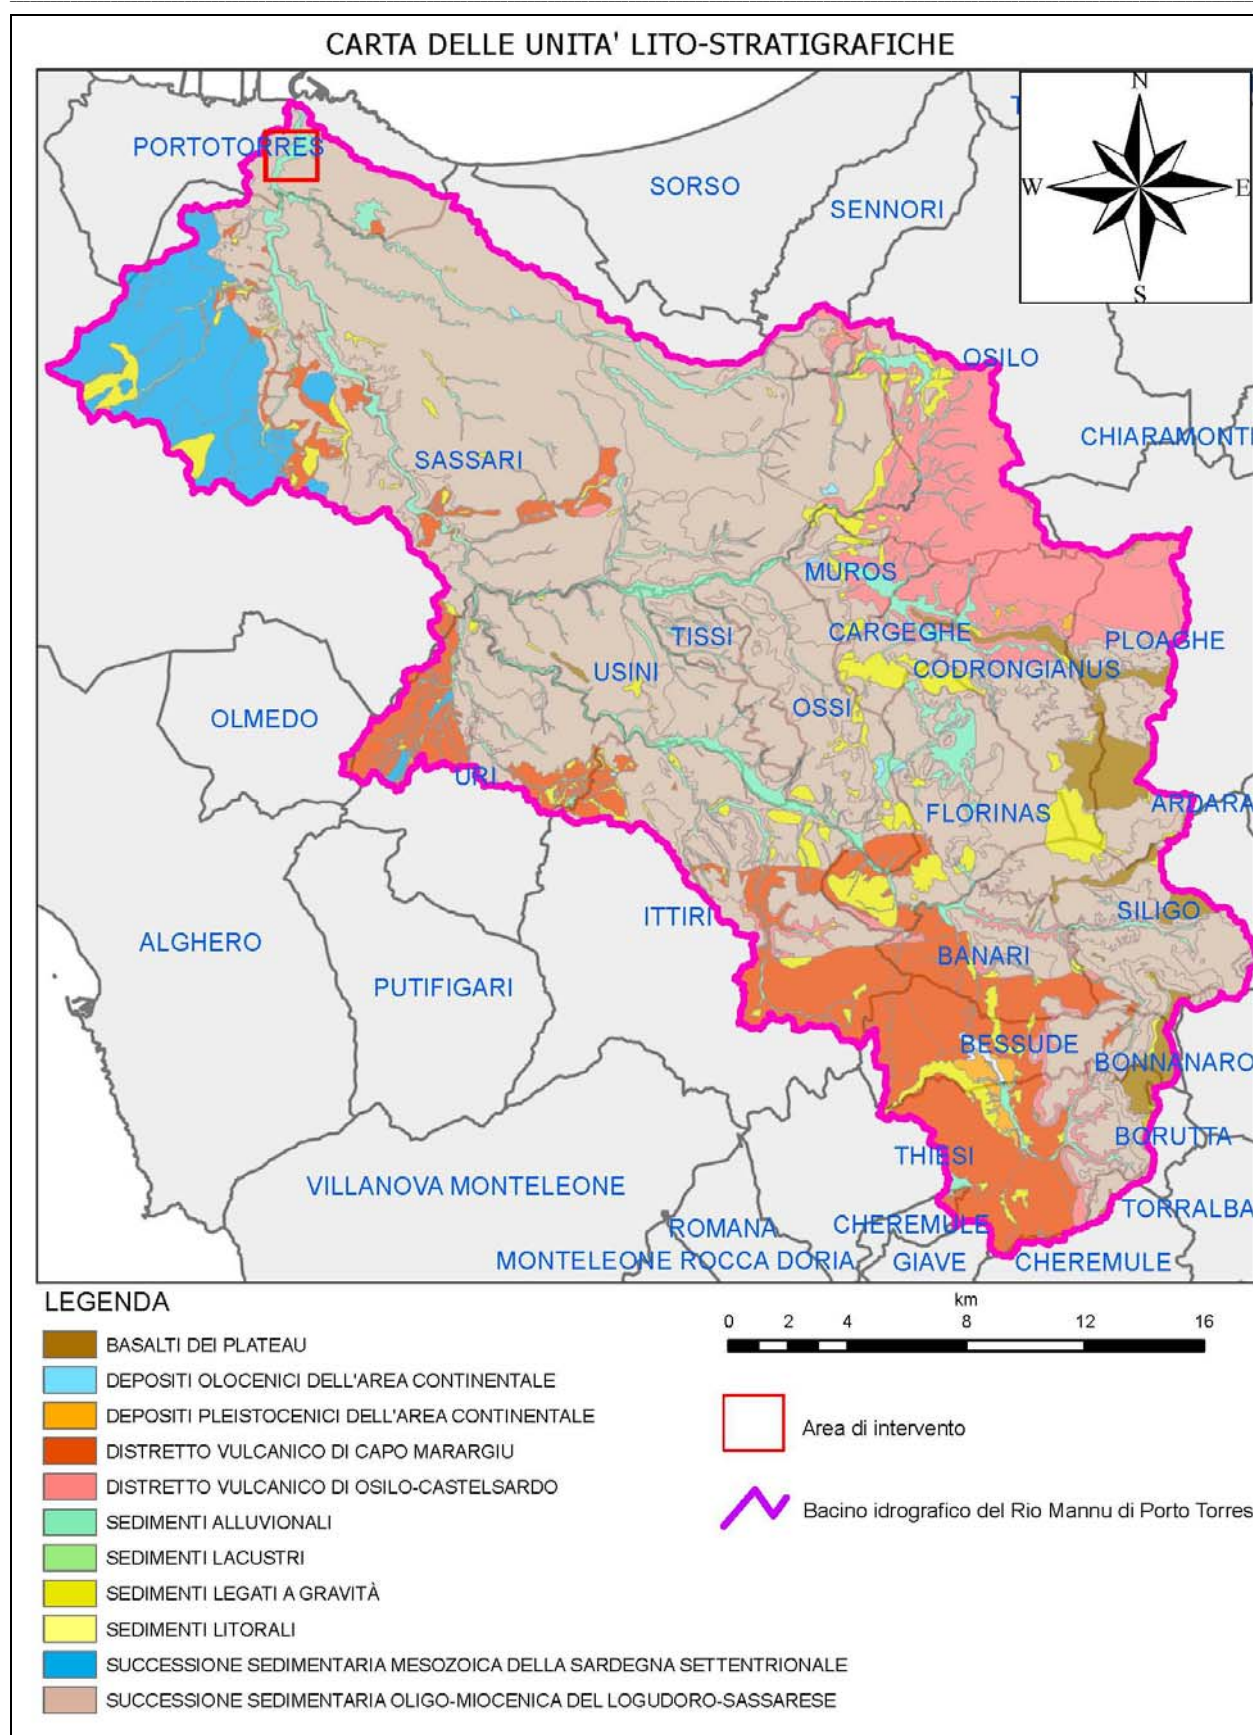 CARTA DELLE UNITA' LITO-STRATIGRAFICHE
N
W
E
S
PORTOTORRES
SORSO
SENNORI
OSILO
CHIARAMONTI
SASSARI
MUROS
TISSI
CARGEGHE
PLOAGHE
USINI
CODRONGIANUS
OLMEDO
OSSI
URI
FLORINAS
ARDARA
ITTIRI
SILIGO
ALGHERO
BANARI
PUTIFIGARI
BESSUDE
BONNANARO
BORUTTA
THIESI
VILLANOVA MONTELEONE
TORRALBA
ROMANA
CHEREMULE
MONTELEONE ROCCA DORIA
GIAVE
CHEREMULE
LEGENDA
BASALTI DEI PLATEAU
DEPOSITI OLOCENICI DELL'AREA CONTINENTALE
DEPOSITI PLEISTOCENICI DELL'AREA CONTINENTALE
DISTRETTO VULCANICO DI CAPO MARARGIU
DISTRETTO VULCANICO DI OSILO-CASTELSARDO
SEDIMENTI ALLUVIONALI
SEDIMENTI LACUSTRI
SEDIMENTI LEGATI A GRAVITÀ
SEDIMENTI LITORALI
SUCCESSIONE SEDIMENTARIA MESOZOICA DELLA SARDEGNA SETTENTRIONALE
SUCCESSIONE SEDIMENTARIA OLIGO-MIOCENICA DEL LOGUDORO-SASSARESE
km
0 2 4 8 12 16
Area di intervento
Bacino idrografico del Rio Mannu di Porto Torres